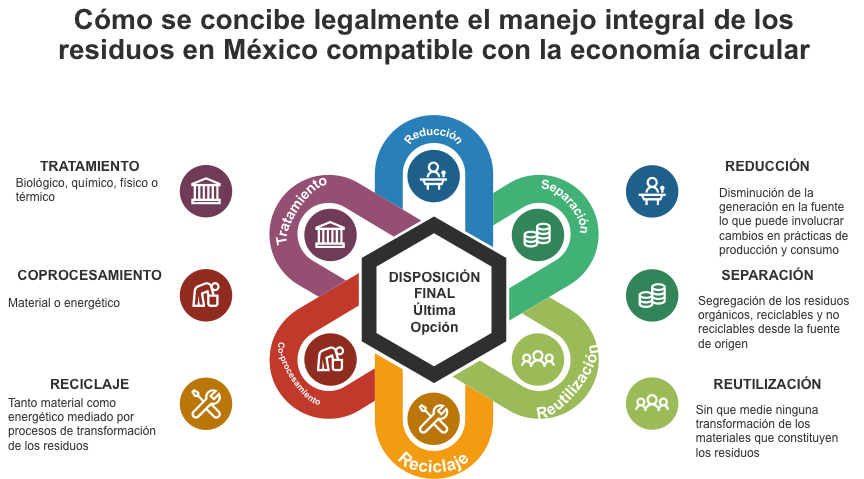 Cómo se concibe legalmente el manejo integral de los
residuos en México compatible con la economía circular
TRATAMIENTO
Biológico, químico, físico o
térmico
COPROCESAMIENTO
Material o energético
RECICLAJE
Tanto material como
energético mediado por
procesos de transformación
de los residuos
Reducción
Separación
Reutilización
Reciclaje
Co-procesamiento
Tratamiento
DISPOSICIÓN
FINAL
Última
Opción
REDUCCIÓN
Disminución de la
generación en la fuente
lo que puede involucrar
cambios en prácticas de
producción y consumo
SEPARACIÓN
Segregación de los residuos
orgánicos, reciclables y no
reciclables desde la fuente
de origen
REUTILIZACIÓN
Sin que medie ninguna
transformación de los
materiales que constituyen
los residuos